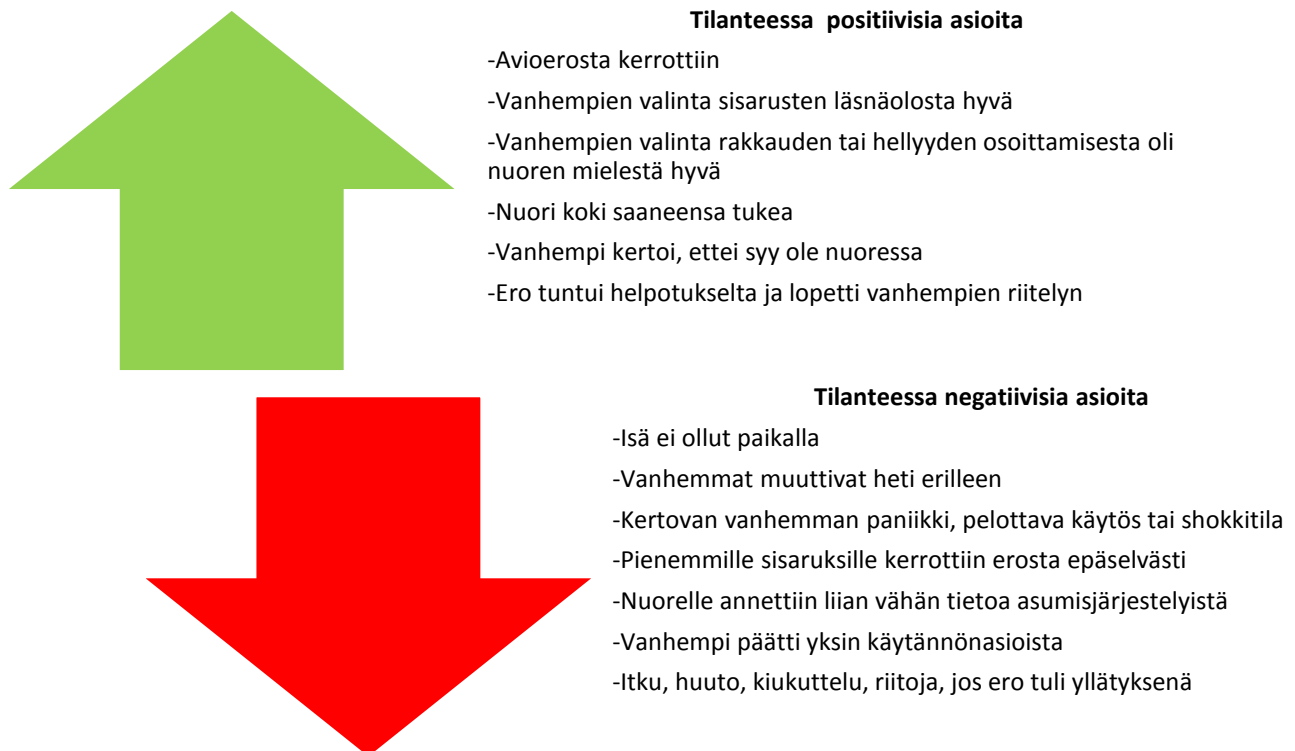 Tilanteessa positiivisia asioita
-Avioerosta kerrottiin
-Vanhempien valinta sisarusten läsnäolosta hyvä
-Vanhempien valinta rakkauden tai hellyyden osoittamisesta oli
nuoren mielestä hyvä
-Nuori koki saaneensa tukea
-Vanhempi kertoi, ettei syy ole nuoressa
-Ero tuntui helpotukselta ja lopetti vanhempien riitelyn
Tilanteessa negatiivisia asioita
-Isä ei ollut paikalla
-Vanhemmat muuttivat heti erilleen
-Kertovan vanhemman paniikki, pelottava käytös tai shokkitila
-Pienemmille sisaruksille kerrottiin erosta epäselvästi
-Nuorelle annettiin liian vähän tietoa asumisjärjestelyistä
-Vanhempi päätti yksin käytännönasioista
-Itku, huuto, kiukuttelu, riitoja, jos ero tuli yllätyksenä